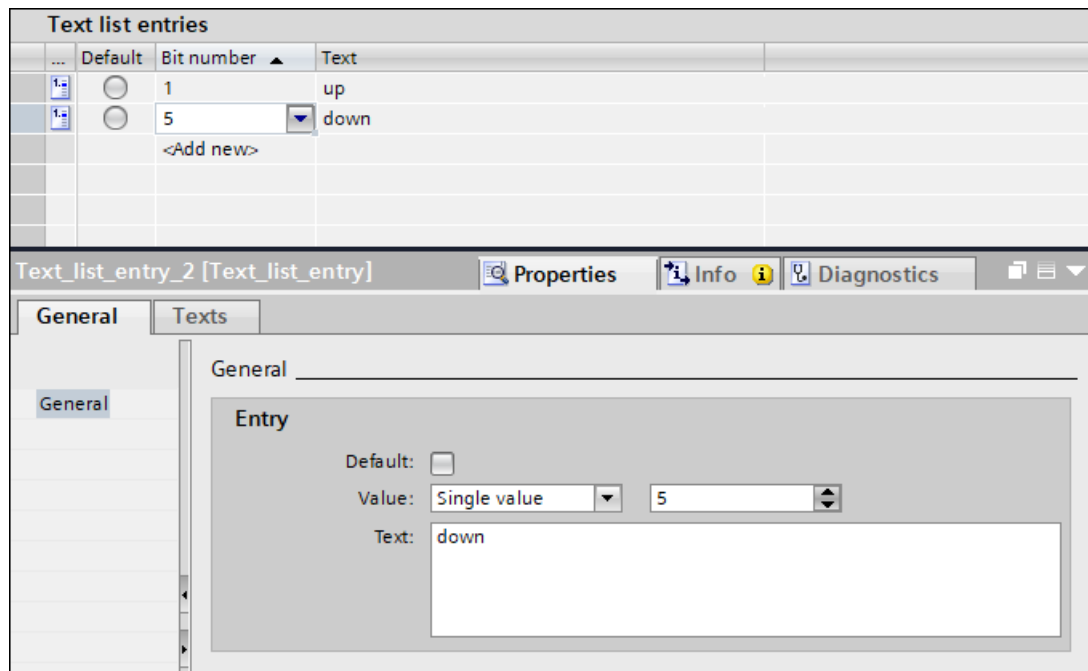 Text list entries
... Default Bit number Text
1 up
5 down
<Add new>
Text_list_entry_2 [Text_list_entry] Properties Info Diagnostics
General Texts
General
General
Entry
Default:
Value: Single value 5
Text: down